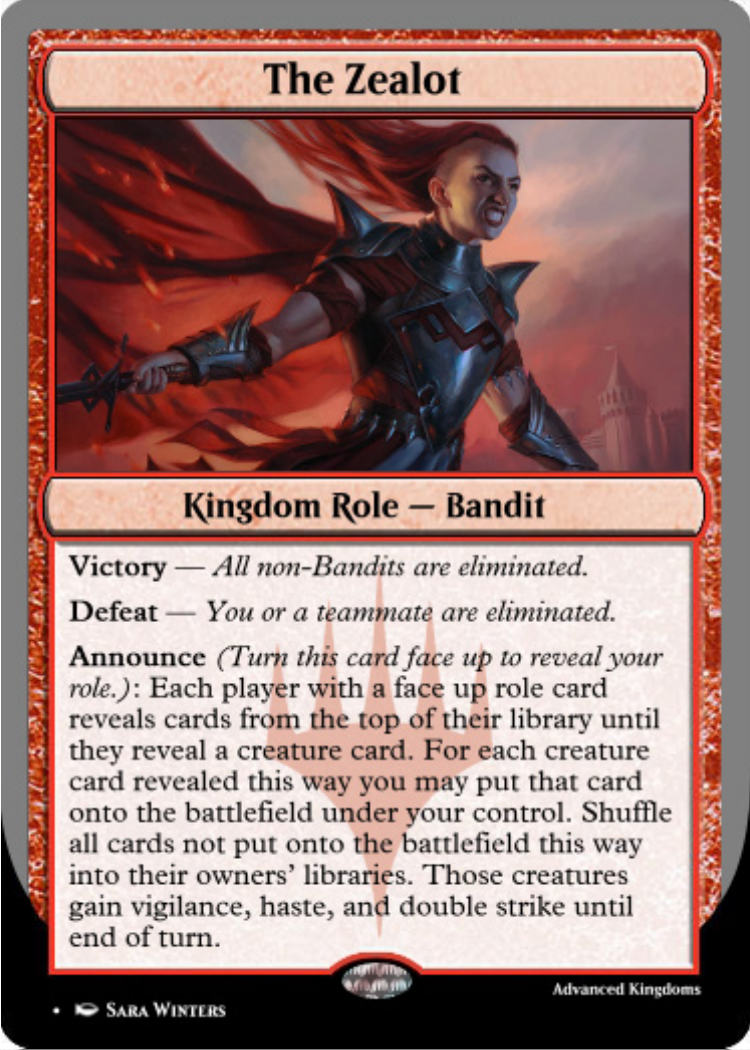 The Zealot
Kingdom Role — Bandit
Victory — All non-Bandits are eliminated.
Defeat — You or a teammate are eliminated.
Announce (Turn this card face up to reveal your
role.): Each player with a face up role card
reveals cards from the top of their library until
they reveal a creature card. For each creature
card revealed this way you may put that card
onto the battlefield under your control. Shuffle
all cards not put onto the battlefield this way
into their owners' libraries. Those creatures
gain vigilance, haste, and double strike until
end of turn.
Advanced Kingdoms
• Sara Winters